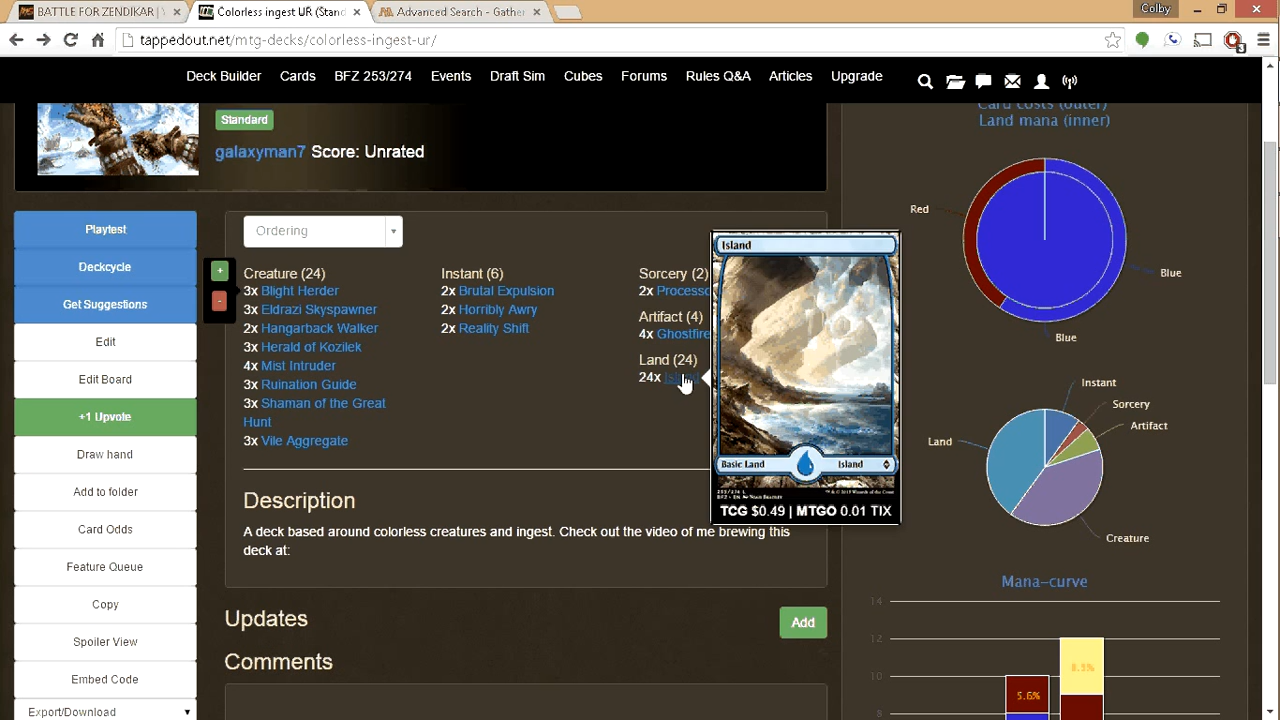 BATTLE FOR ZENDIKAR | \
Colorless ingest UR (Stan
Advanced Search - Gather
Colby
tappedout.net/mtg-decks/colorless-ingest-ur/
3
Deck Builder
Cards
BFZ 253/274
Events
Draft Sim
Cubes
Forums
Rules Q&A
Articles
Upgrade
Standard
galaxyman7 Score: Unrated
Playtest
Deckcycle
Get Suggestions
Edit
Edit Board
+1 Upvote
Draw hand
Add to folder
Card Odds
Feature Queue
Copy
Spoiler View
Embed Code
Export/Download
Ordering
+
-
Creature (24)
3x Blight Herder
3x Eldrazi Skyspawner
2x Hangarback Walker
3x Herald of Kozilek
4x Mist Intruder
3x Ruination Guide
3x Shaman of the Great
Hunt
3x Vile Aggregate
Instant (6)
2x Brutal Expulsion
2x Horribly Awry
2x Reality Shift
Sorcery (2)
2x Processo
Artifact (4)
4x Ghostfire
Land (24)
24x Island
Island
Basic Land
Island
TCG $0.49 | MTGO 0.01 TIX
Description
A deck based around colorless creatures and ingest. Check out the video of me brewing this
deck at:
Updates
Add
Comments
Card costs (outer)
Land mana (inner)
Red
Blue
Blue
Instant
Sorcery
Artifact
Land
Creature
Mana-curve
14
12
10
8
5.6%
8.3%